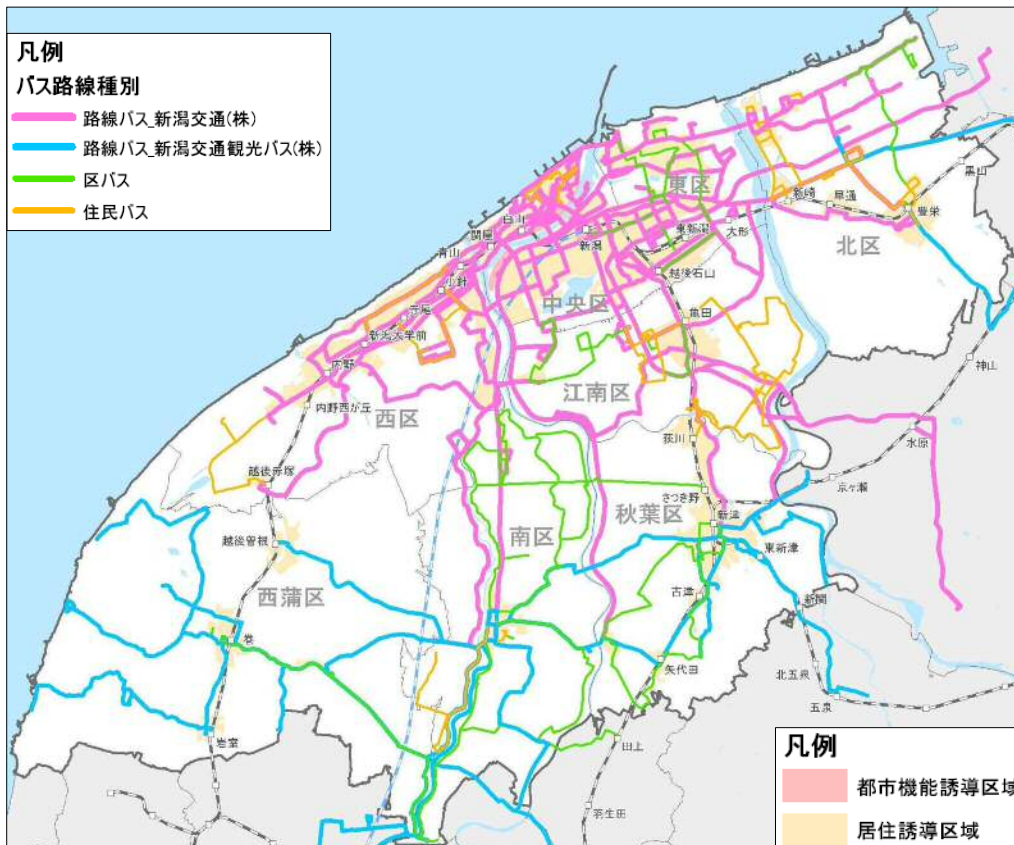 凡例
バス路線種別
路線バス_新潟交通(株)
路線バス_新潟交通観光バス(株)
区バス
住民バス
東区
黒山
新崎
早通
豊栄
白山
関屋
新潟
東新潟
大形
北区
青山
越後石山
小針
中央区
寺尾
亀田
新潟大学前
神山
内野
江南区
内野西が丘
西区
荻川
水原
越後赤塚
京ヶ瀬
さつき野
秋葉区
新津
南区
越後曽根
東新津
西蒲区
古津
新関
巻
矢代田
北五泉
五泉
岩室
田上
羽生田
凡例
都市機能誘導区域
居住誘導区域